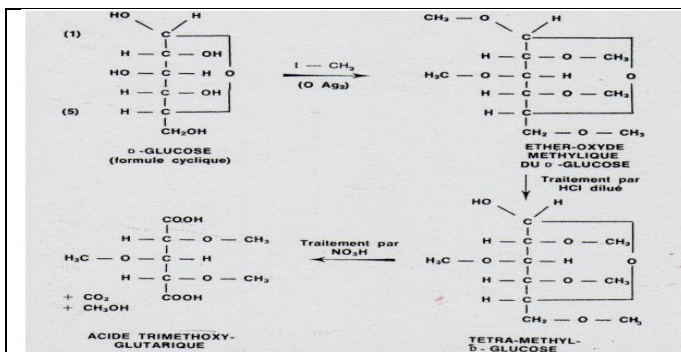 HO H
(1) C
H — C — OH
HO — C — H O
H — C — OH
(5) H — C
CH₂OH
D-GLUCOSE
(formule cyclique)
I — CH₃
(O Ag₂)
CH₃ — O H
C
H — C — O — CH₃
H₃C — O — C — H O
H — C — O — CH₃
H — C
CH₂ — O — CH₃
ETHER-OXYDE
METHYLIQUE
DU D-GLUCOSE
Traitement par
HCl dilué
HO H
C
H — C — O — CH₃
H₃C — O — C — H O
H — C — O — CH₃
H — C
CH₂ — O — CH₃
TETRA-METHYL-
D-GLUCOSE
Traitement par
NO₃H
COOH
H — C — O — CH₃
H₃C — O — C — H
H — C — O — CH₃
COOH
+ CO₂
+ CH₃OH
ACIDE TRIMETHOXY-
GLUTARIQUE